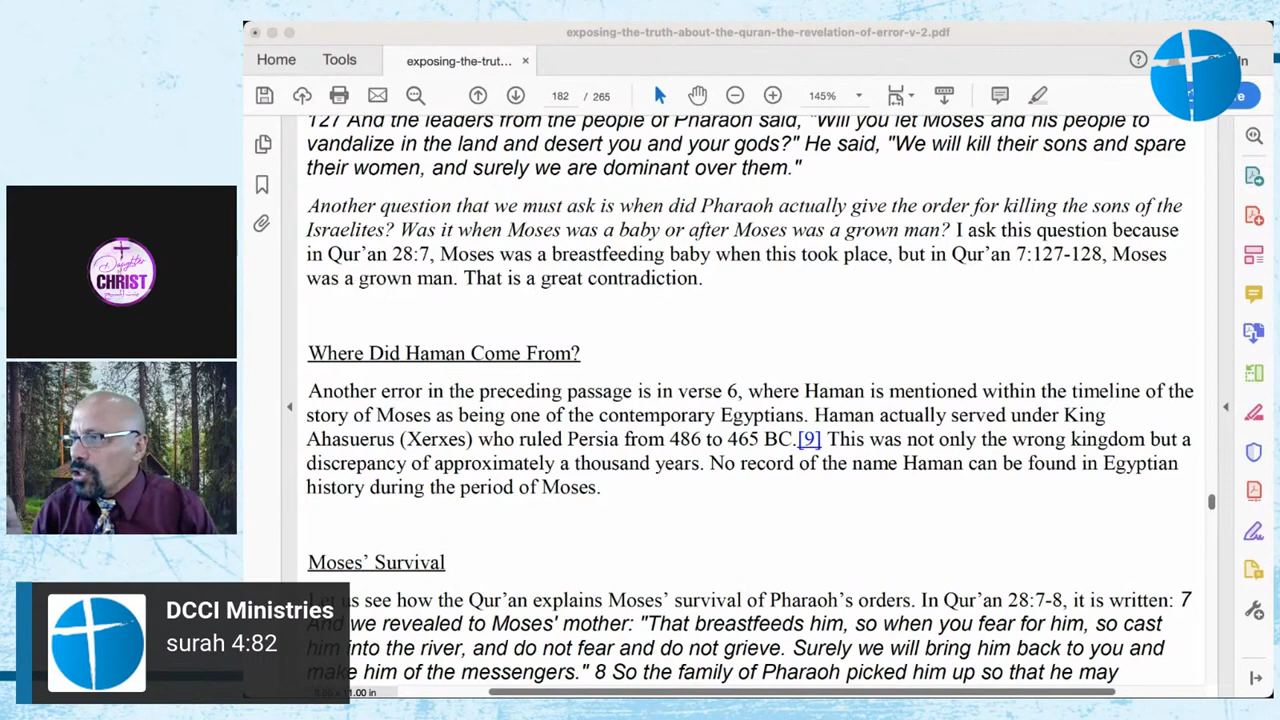 exposing-the-truth-about-the-quran-the-revelation-of-error-v-2.pdf
Home
Tools
exposing-the-trut...
182 / 265
145%
127 And the leaders from the people of Pharaoh said, "Will you let Moses and his people to
vandalize in the land and desert you and your gods?" He said, "We will kill their sons and spare
their women, and surely we are dominant over them."
Another question that we must ask is when did Pharaoh actually give the order for killing the sons of the
Israelites? Was it when Moses was a baby or after Moses was a grown man? I ask this question because
in Qur’an 28:7, Moses was a breastfeeding baby when this took place, but in Qur’an 7:127-128, Moses
was a grown man. That is a great contradiction.
Where Did Haman Come From?
Another error in the preceding passage is in verse 6, where Haman is mentioned within the timeline of the
story of Moses as being one of the contemporary Egyptians. Haman actually served under King
Ahasuerus (Xerxes) who ruled Persia from 486 to 465 BC.[9] This was not only the wrong kingdom but a
discrepancy of approximately a thousand years. No record of the name Haman can be found in Egyptian
history during the period of Moses.
Moses’ Survival
us see how the Qur’an explains Moses’ survival of Pharaoh’s orders. In Qur’an 28:7-8, it is written: 7
And we revealed to Moses' mother: "That breastfeeds him, so when you fear for him, so cast
him into the river, and do not fear and do not grieve. Surely we will bring him back to you and
make him of the messengers." 8 So the family of Pharaoh picked him up so that he may
Daughter
of
CHRIST
DCCI Ministries
surah 4:82